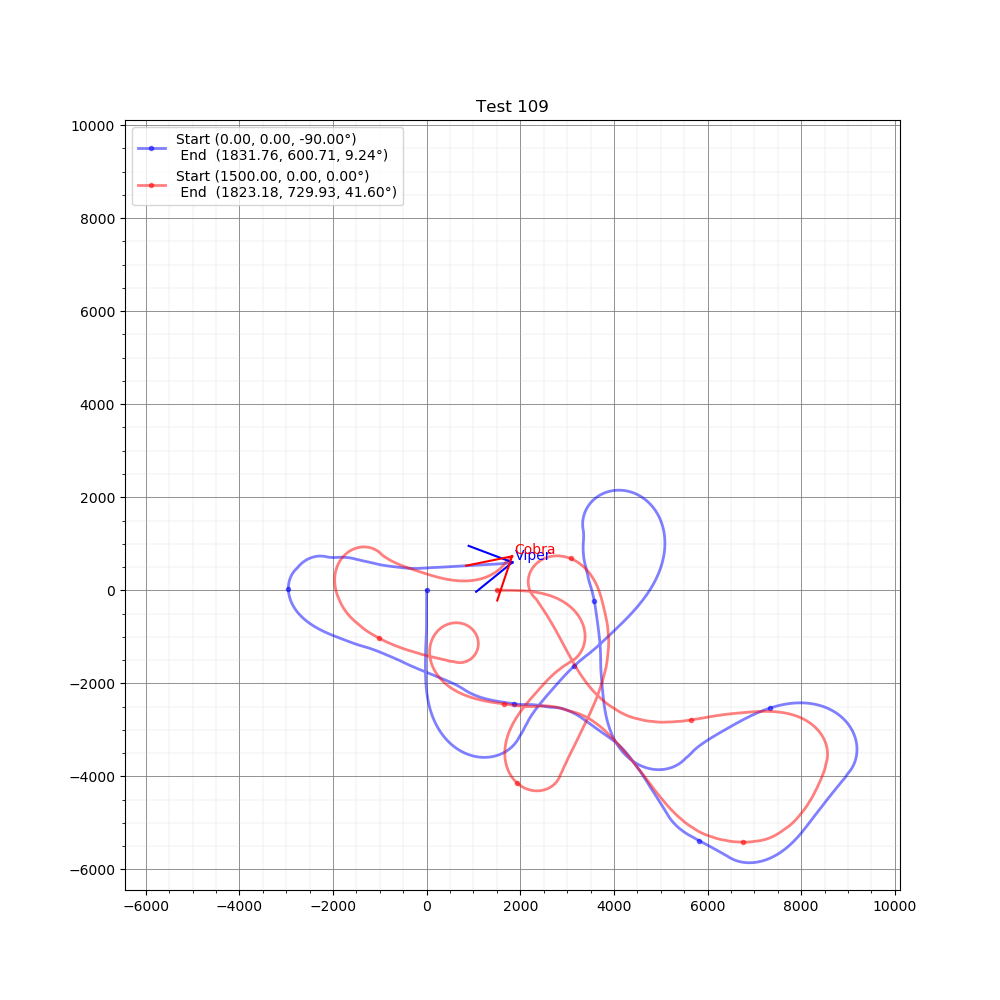 Test 109
Start (0.00, 0.00, -90.00°)
End (1831.76, 600.71, 9.24°)
Start (1500.00, 0.00, 0.00°)
End (1823.18, 729.93, 41.60°)
10000
8000
6000
4000
2000
0
−2000
−4000
−6000
Cobra
Viper
−6000 −4000 −2000 0 2000 4000 6000 8000 10000